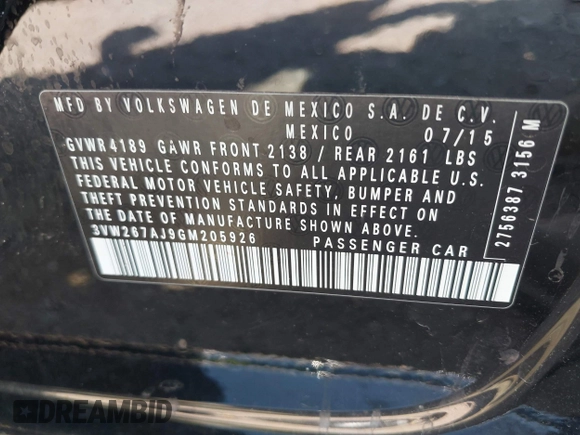 MFD BY VOLKSWAGEN DE MEXICO S.A. DE C.V.
MEXICO 07/15
GVWR4189 GAWR FRONT 2138 / REAR 2161 LBS
THIS VEHICLE CONFORMS TO ALL APPLICABLE U.S.
FEDERAL MOTOR VEHICLE SAFETY, BUMPER AND
THEFT PREVENTION STANDARDS IN EFFECT ON
THE DATE OF MANUFACTURE SHOWN ABOVE.
3VW267AJ9GM205926 PASSENGER CAR
2756387 3156 M
DREAMBID